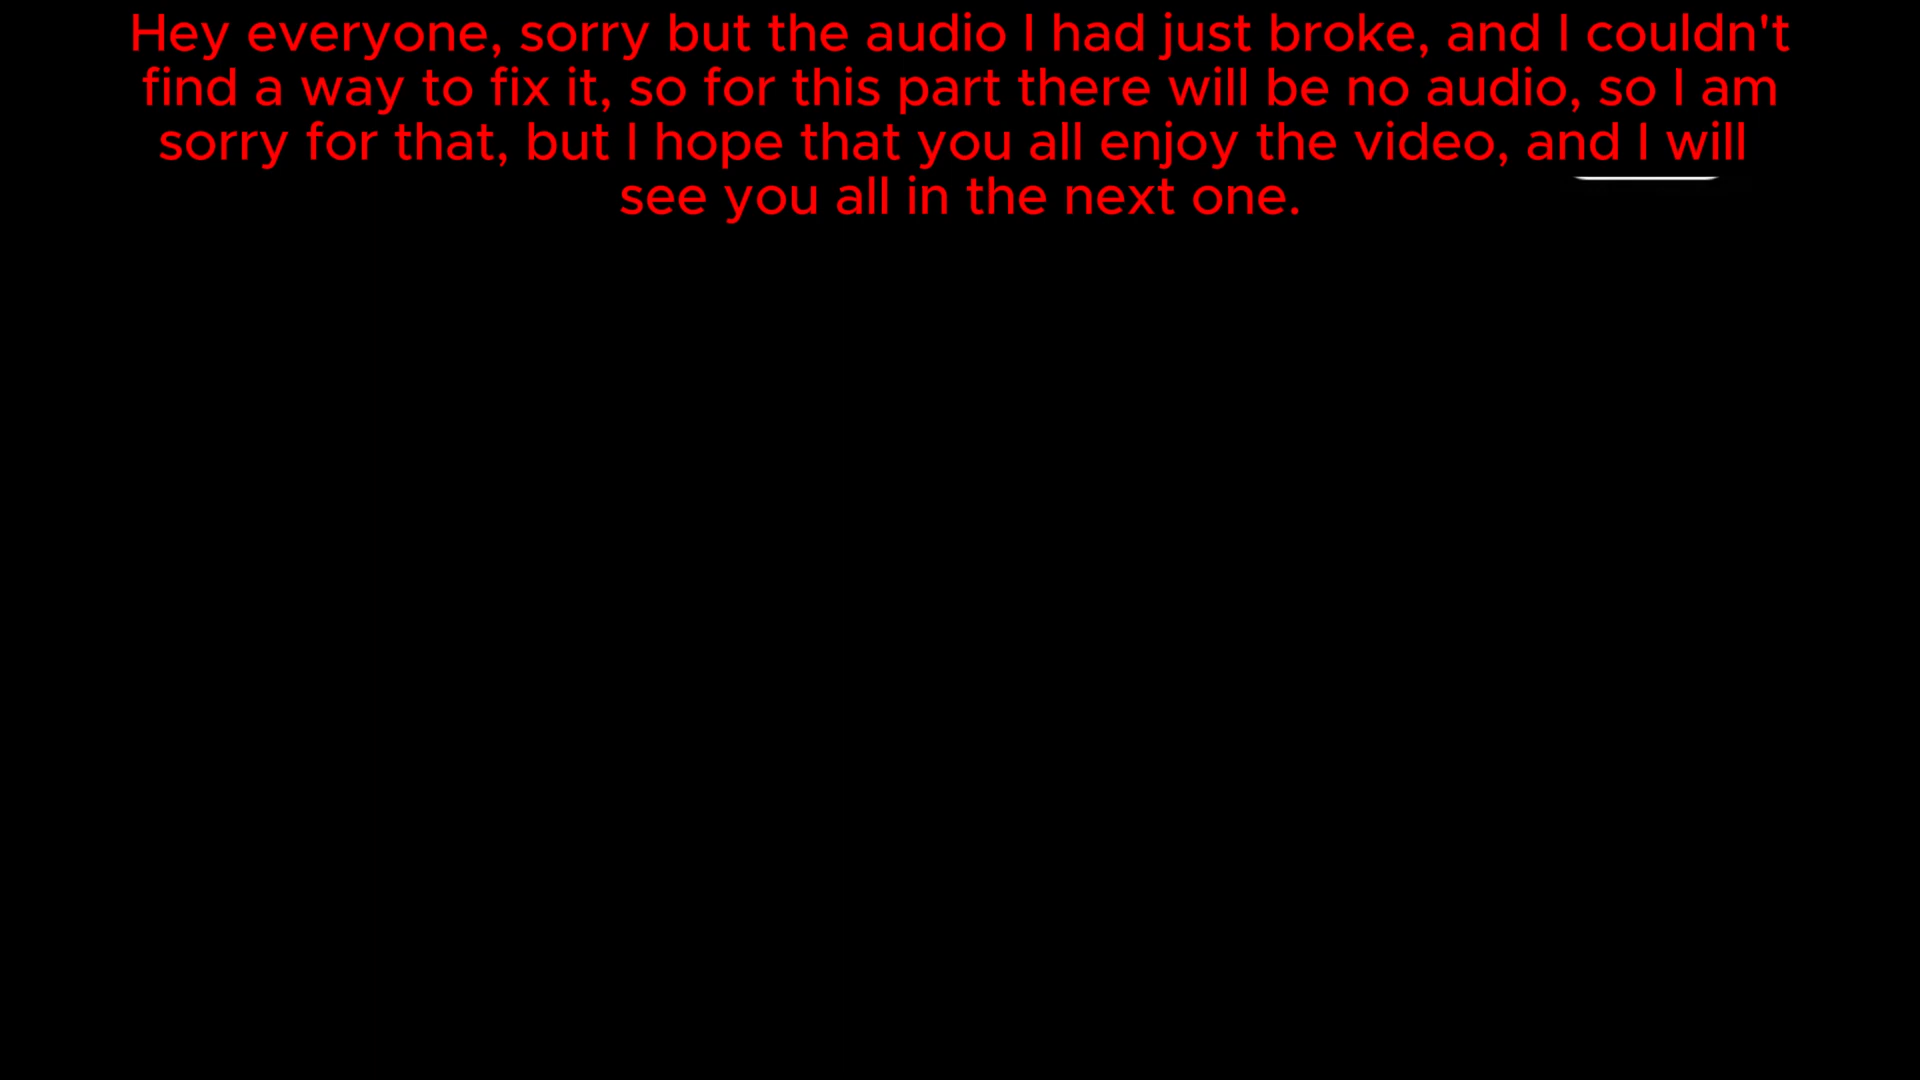 Hey everyone, sorry but the audio I had just broke, and I couldn't
find a way to fix it, so for this part there will be no audio, so I am
sorry for that, but I hope that you all enjoy the video, and I will
see you all in the next one.